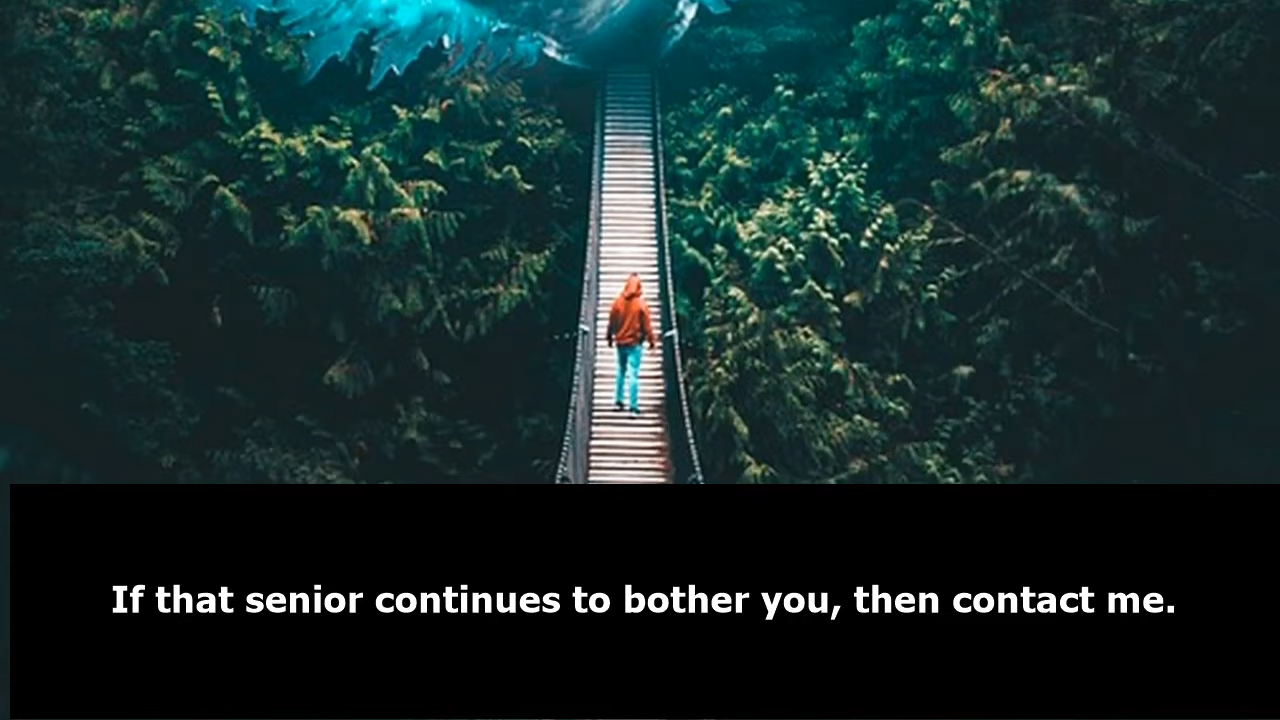 If that senior continues to bother you, then contact me.